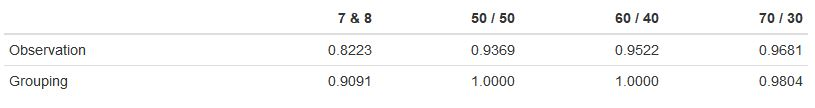 7 & 8 50 / 50 60 / 40 70 / 30
Observation 0.8223 0.9369 0.9522 0.9681
Grouping 0.9091 1.0000 1.0000 0.9804